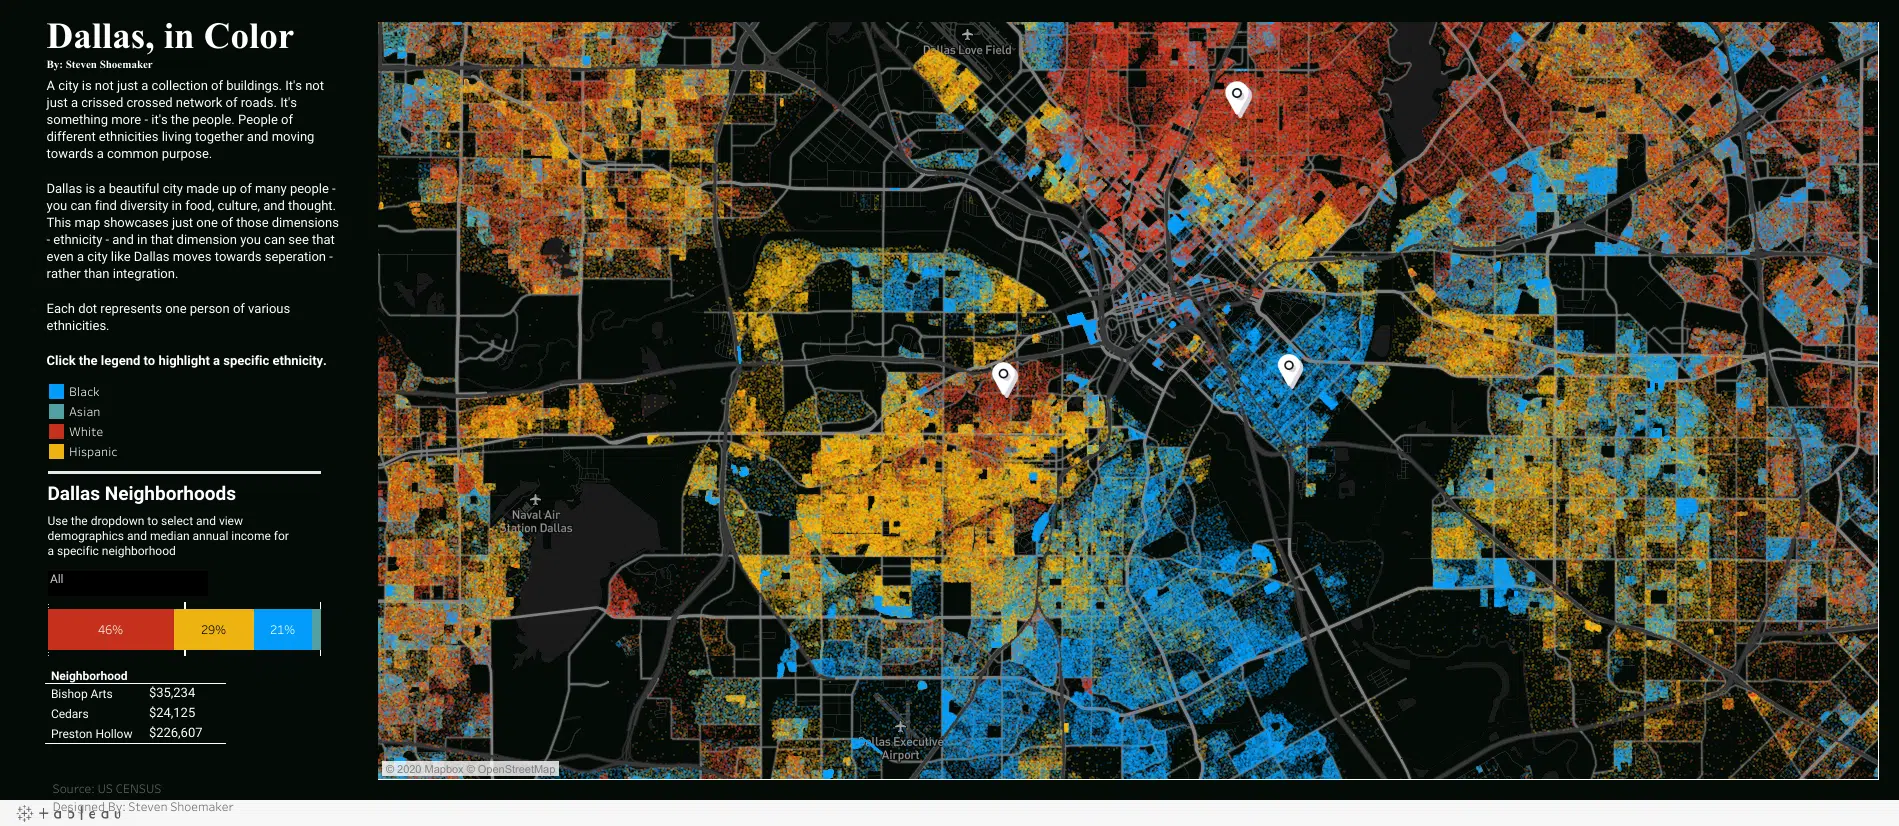 Dallas, in Color
By: Steven Shoemaker
A city is not just a collection of buildings. It's not
just a crissed crossed network of roads. It's
something more - it's the people. People of
different ethnicities living together and moving
towards a common purpose.
Dallas is a beautiful city made up of many people -
you can find diversity in food, culture, and thought.
This map showcases just one of those dimensions
- ethnicity - and in that dimension you can see that
even a city like Dallas moves towards seperation -
rather than integration.
Each dot represents one person of various
ethnicities.
Click the legend to highlight a specific ethnicity.
Black
Asian
White
Hispanic
Dallas Neighborhoods
Use the dropdown to select and view
demographics and median annual income for
a specific neighborhood
All
46% 29% 21%
Neighborhood
Bishop Arts $35,234
Cedars $24,125
Preston Hollow $226,607
Source: US CENSUS
Designed By: Steven Shoemaker
+ableau
Dallas Love Field
Naval Air
Station Dallas
Dallas Executive
Airport
© 2020 Mapbox © OpenStreetMap